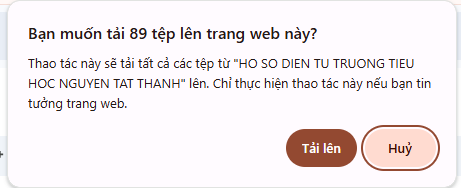 Bạn muốn tải 89 tệp lên trang web này?
Thao tác này sẽ tải tất cả các tệp từ "HO SO DIEN TU TRUONG TIEU
HOC NGUYEN TAT THANH" lên. Chỉ thực hiện thao tác này nếu bạn tin
tưởng trang web.
Tải lên
Huỷ